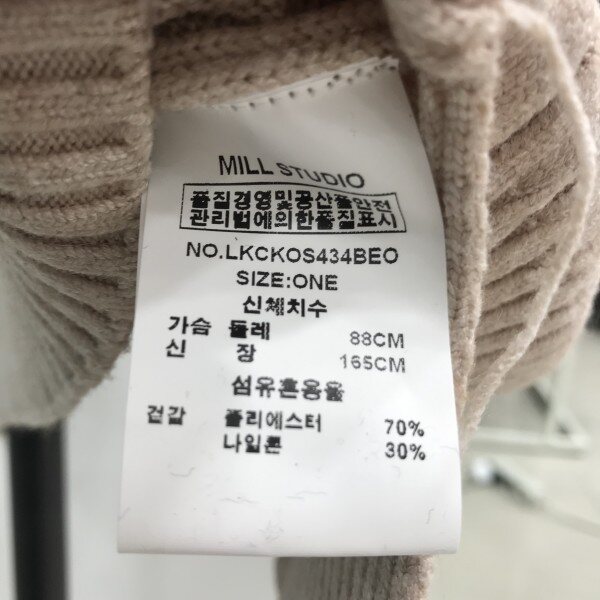 MILL STUDIO
품질경영및공산품안전
관리법에의한품질표시
NO.LKCKOS434BEO
SIZE:ONE
신체치수
가슴 둘레 88CM
신 장 165CM
섬유혼용율
겉감 폴리에스터 70%
나일론 30%